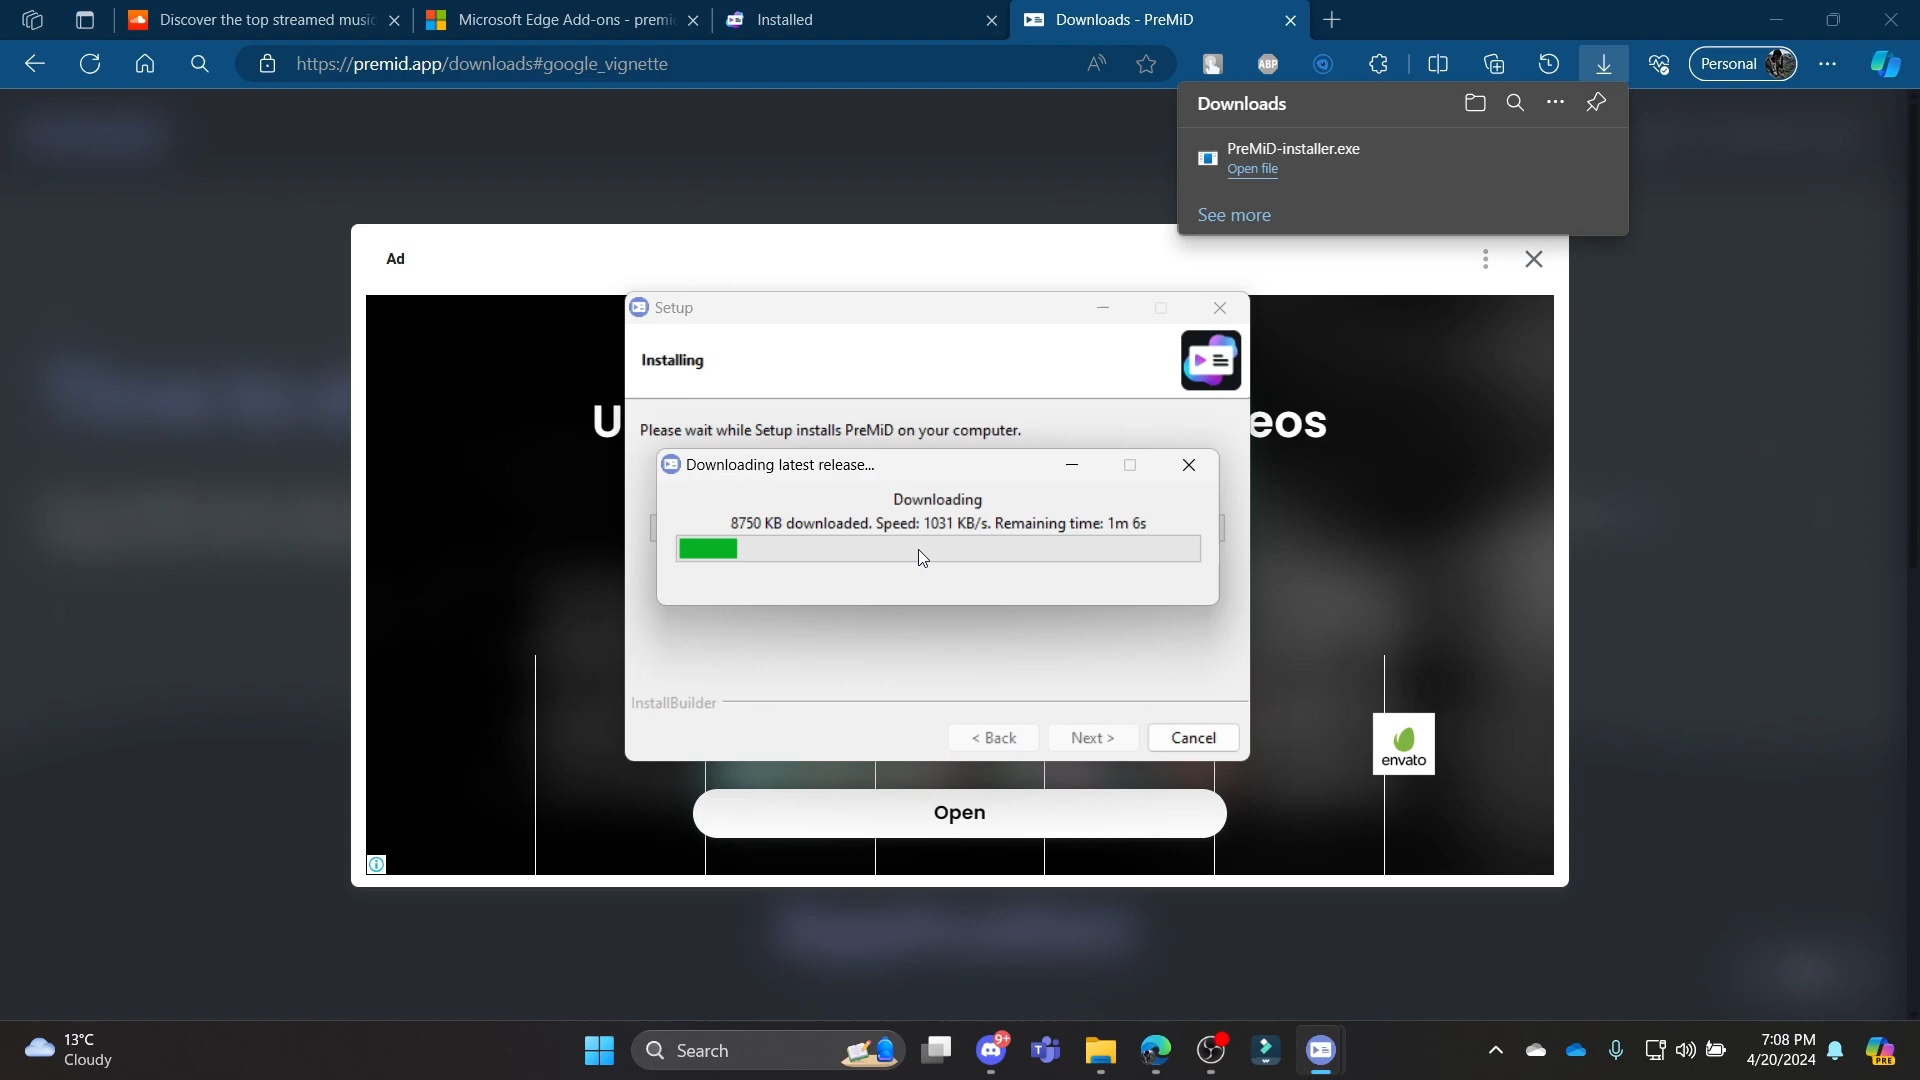 Discover the top streamed music
Microsoft Edge Add-ons - premi
Installed
Downloads - PreMiD
https://premid.app/downloads#google_vignette
ABP
Personal
Downloads
PreMiD-installer.exe
Open file
See more
Ad
Setup
Installing
U
eos
Please wait while Setup installs PreMiD on your computer.
Downloading latest release...
Downloading
8750 KB downloaded. Speed: 1031 KB/s. Remaining time: 1m 6s
InstallBuilder
< Back
Next >
Cancel
envato
Open
13°C
Cloudy
Search
9+
7:08 PM
4/20/2024
PRE